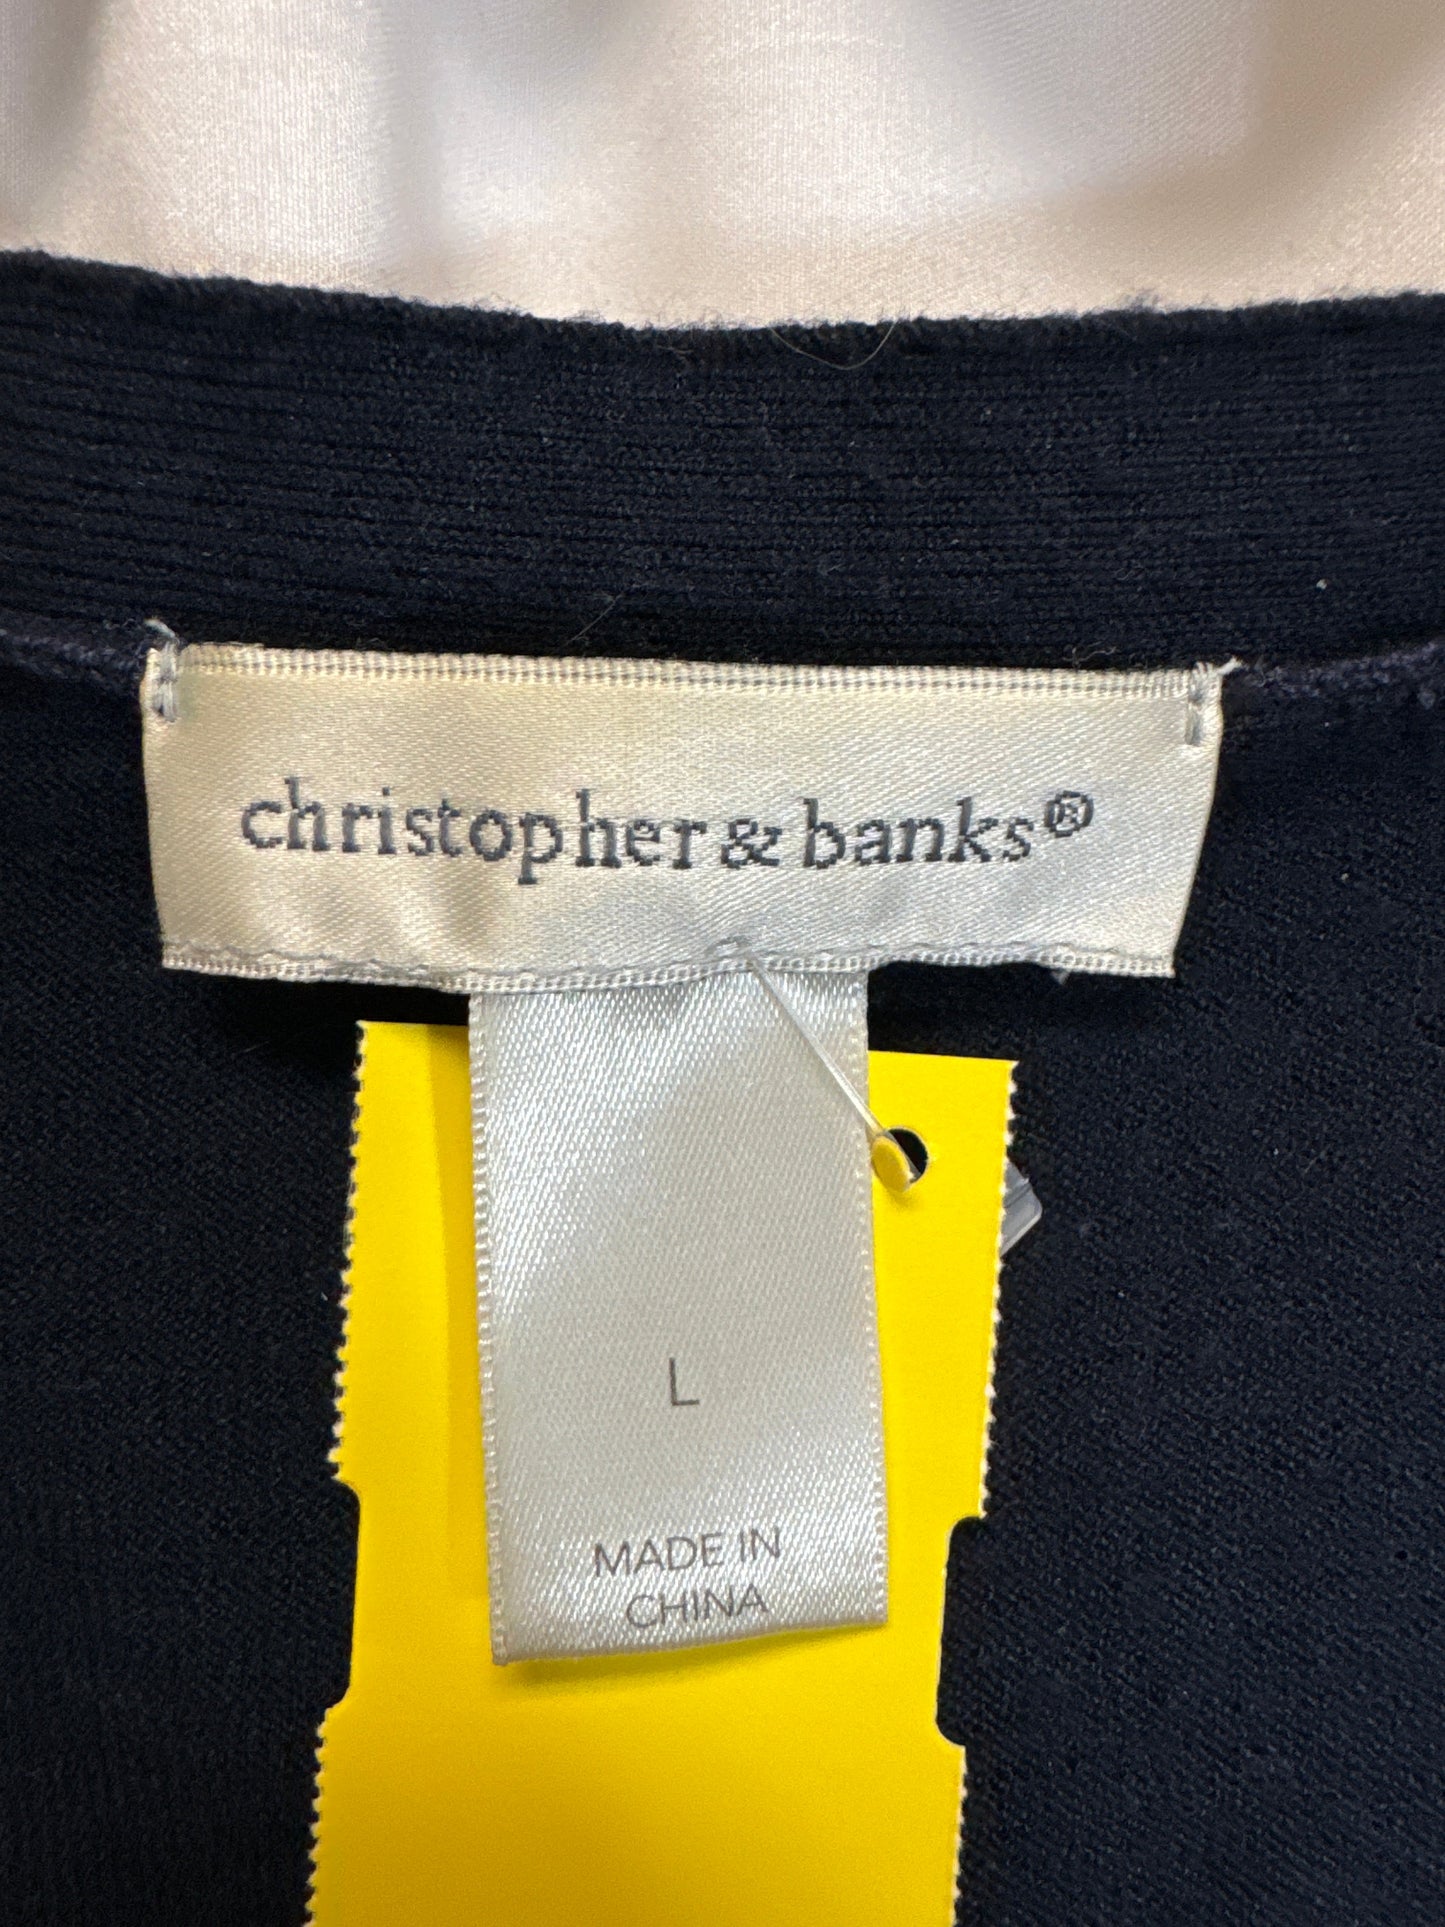 christopher & banks®
L
MADE IN
CHINA